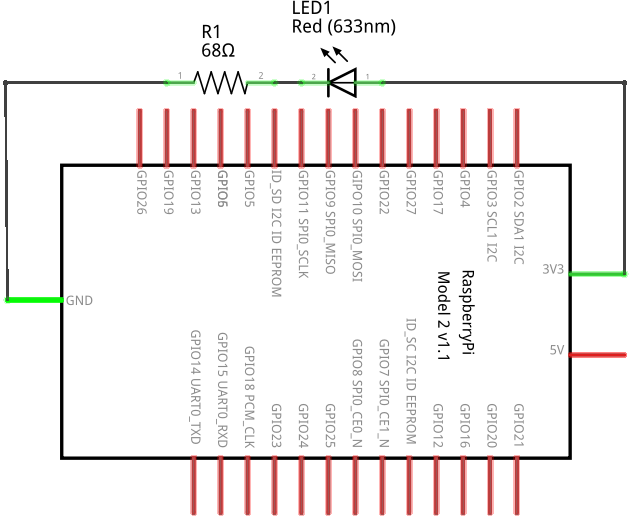 LED1
Red (633nm)
R1
68Ω
1
2
2
1
GPIO26
GPIO19
GPIO13
GPIO6
GPIO5
ID_SD I2C ID EEPROM
GPIO11 SPI0_SCLK
GPIO9 SPI0_MISO
GIPO10 SPI0_MOSI
GPIO22
GPIO27
GPIO17
GPIO4
GPIO3 SCL1 I2C
GPIO2 SDA1 I2C
3V3
GND
RaspberryPi
Model 2 v1.1
5V
GPIO14 UART0_TXD
GPIO15 UART0_RXD
GPIO18 PCM_CLK
GPIO23
GPIO24
GPIO25
GPIO8 SPI0_CE0_N
GPIO7 SPI0_CE1_N
ID_SC I2C ID EEPROM
GPIO12
GPIO16
GPIO20
GPIO21